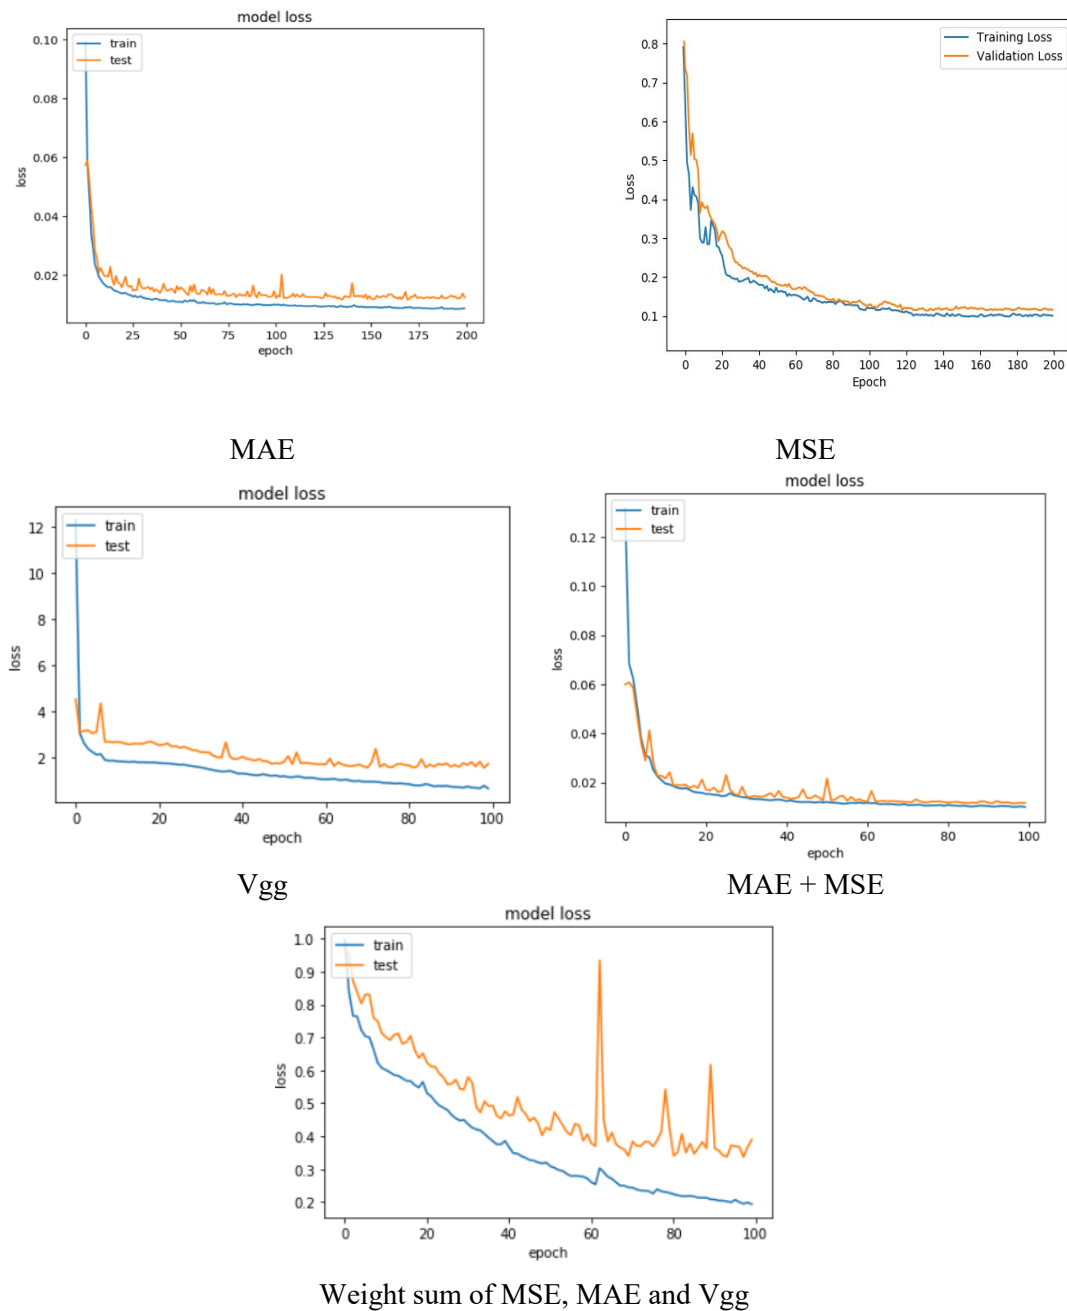 model loss
0.10
0.08
0.06
0.04
0.02
loss
train
test
0 25 50 75 100 125 150 175 200
epoch
MAE
0.8
0.7
0.6
0.5
0.4
0.3
0.2
0.1
Loss
Training Loss
Validation Loss
0 20 40 60 80 100 120 140 160 180 200
Epoch
MSE
model loss
12
10
8
6
4
2
loss
train
test
0 20 40 60 80 100
epoch
Vgg
model loss
0.12
0.10
0.08
0.06
0.04
0.02
loss
train
test
0 20 40 60 80 100
epoch
MAE + MSE
model loss
1.0
0.9
0.8
0.7
0.6
0.5
0.4
0.3
0.2
loss
train
test
0 20 40 60 80 100
epoch
Weight sum of MSE, MAE and Vgg